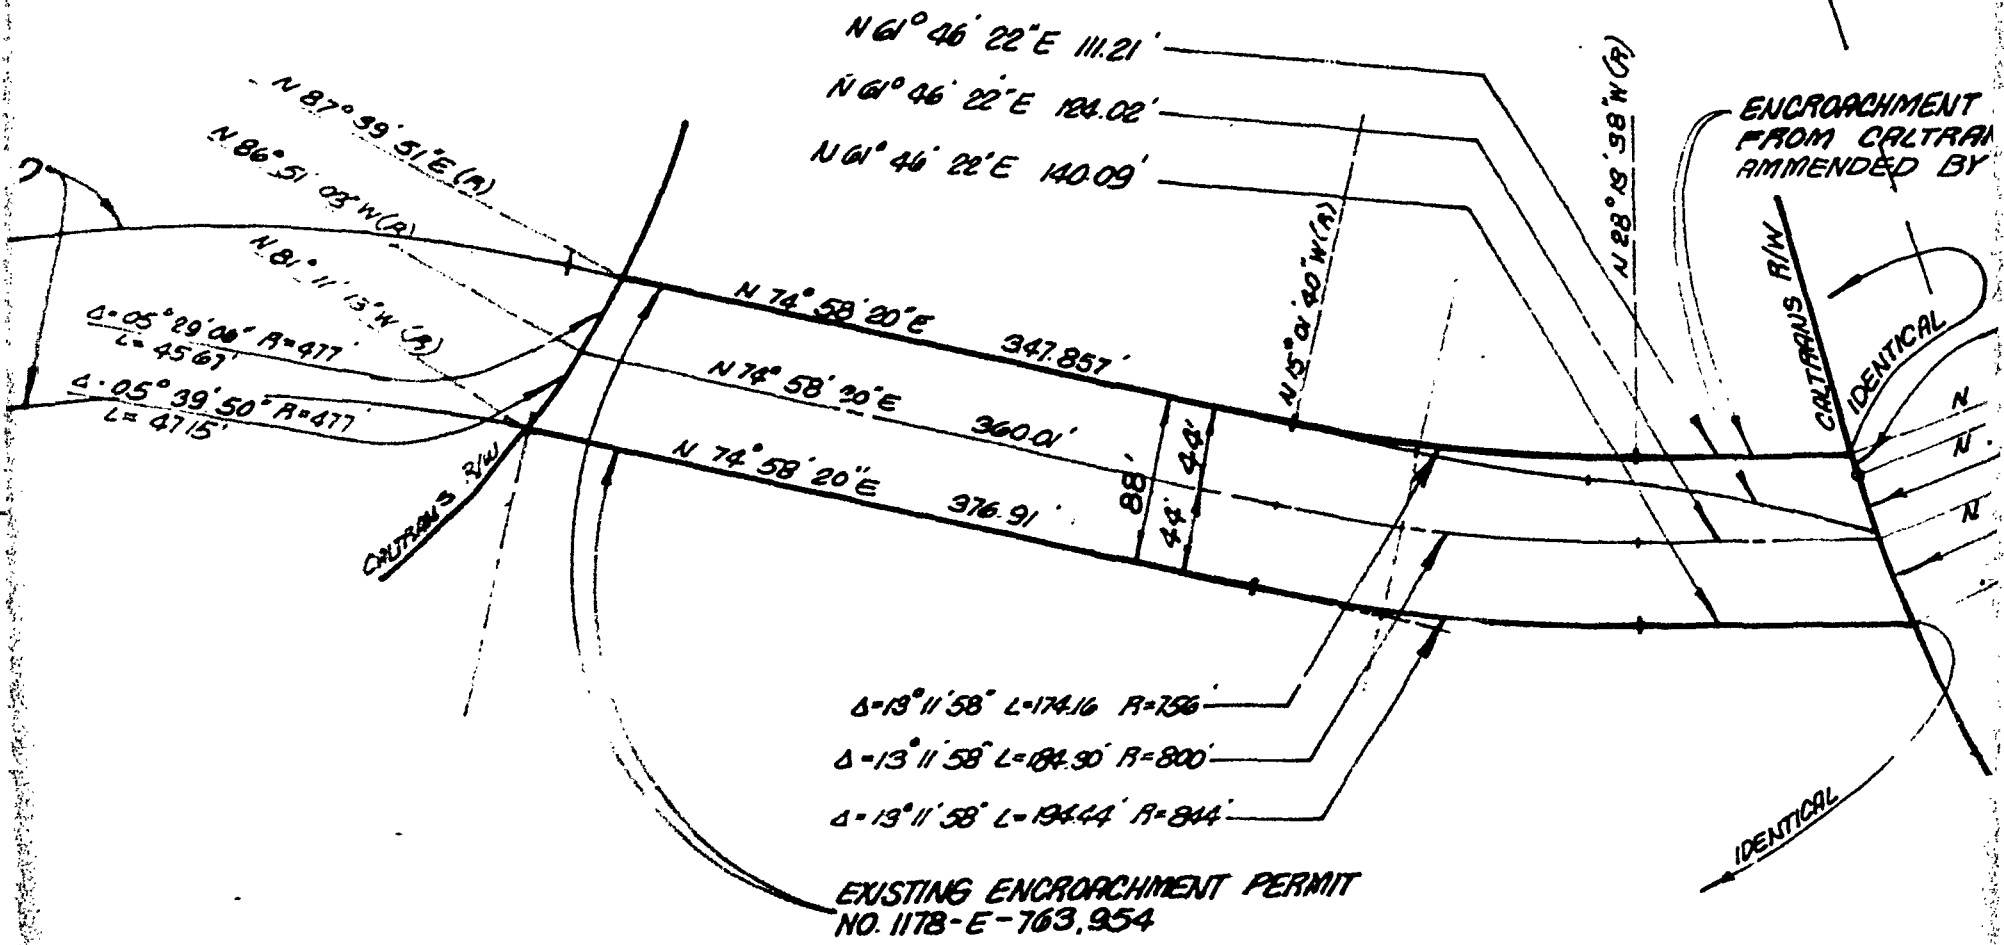 N 61° 46' 22" E 111.21'
N 61° 46' 22" E 124.02'
N 61° 46' 22" E 140.09'
N 28° 13' 38" W (R)
ENCROACHMENT
FROM CALTRAN
AMMENDED BY
N 87° 39' 51" E (R)
N 86° 51' 03" W (R)
N 81° 11' 13" W (R)
Δ=05° 29' 06" R=477'
L=45.67'
Δ=05° 39' 50" R=477'
L=47.15'
N 74° 58' 20" E 347.857'
N 74° 58' 20" E 360.01'
N 74° 58' 20" E 376.91'
N 15° 01' 40" W (R)
88'
44'
44'
CALTRANS R/W
CALTRANS R/W
IDENTICAL
N
N
N
Δ=13° 11' 58" L=174.16 R=756'
Δ=13° 11' 58" L=184.30' R=800'
Δ=13° 11' 58" L=194.44' R=844'
IDENTICAL
EXISTING ENCROACHMENT PERMIT
NO. 1178-E-763,954